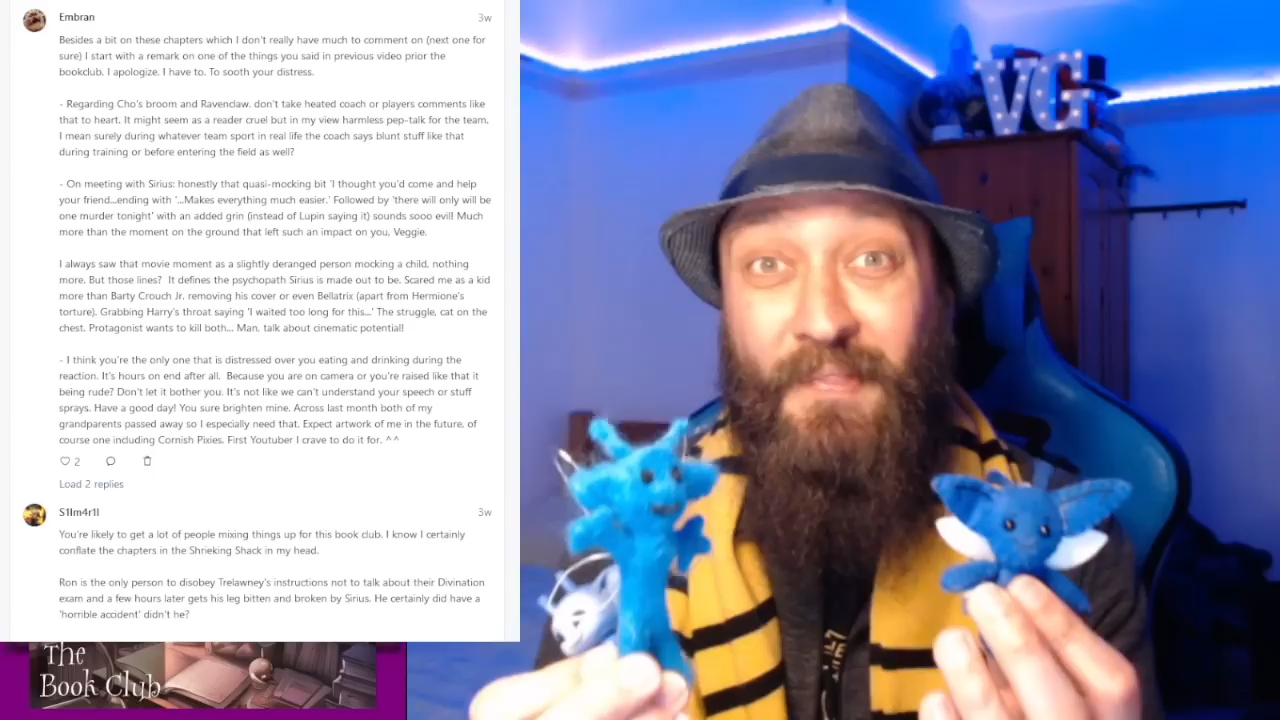 Embran
3w
Besides a bit on these chapters which I don't really have much to comment on (next one for
sure) I start with a remark on one of the things you said in previous video prior the
bookclub. I apologize. I have to. To sooth your distress.
- Regarding Cho's broom and Ravenclaw. don't take heated coach or players comments like
that to heart. It might seem as a reader cruel but in my view harmless pep-talk for the team.
I mean surely during whatever team sport in real life the coach says blunt stuff like that
during training or before entering the field as well?
- On meeting with Sirius: honestly that quasi-mocking bit 'I thought you'd come and help
your friend...ending with '...Makes everything much easier.' Followed by 'there will only will be
one murder tonight' with an added grin (instead of Lupin saying it) sounds sooo evil! Much
more than the moment on the ground that left such an impact on you, Veggie.
I always saw that movie moment as a slightly deranged person mocking a child, nothing
more. But those lines? It defines the psychopath Sirius is made out to be. Scared me as a kid
more than Barty Crouch Jr. removing his cover or even Bellatrix (apart from Hermione's
torture). Grabbing Harry's throat saying 'I waited too long for this...' The struggle, cat on the
chest. Protagonist wants to kill both... Man, talk about cinematic potential!
- I think you're the only one that is distressed over you eating and drinking during the
reaction. It's hours on end after all. Because you are on camera or you're raised like that it
being rude? Don't let it bother you. It's not like we can't understand your speech or stuff
sprays. Have a good day! You sure brighten mine. Across last month both of my
grandparents passed away so I especially need that. Expect artwork of me in the future, of
course one including Cornish Pixies. First Youtuber I crave to do it for. ^^
2
Load 2 replies
S1lm4r1l
3w
You're likely to get a lot of people mixing things up for this book club. I know I certainly
conflate the chapters in the Shrieking Shack in my head.
Ron is the only person to disobey Trelawney's instructions not to talk about their Divination
exam and a few hours later gets his leg bitten and broken by Sirius. He certainly did have a
'horrible accident' didn't he?
The
Book Club
VG